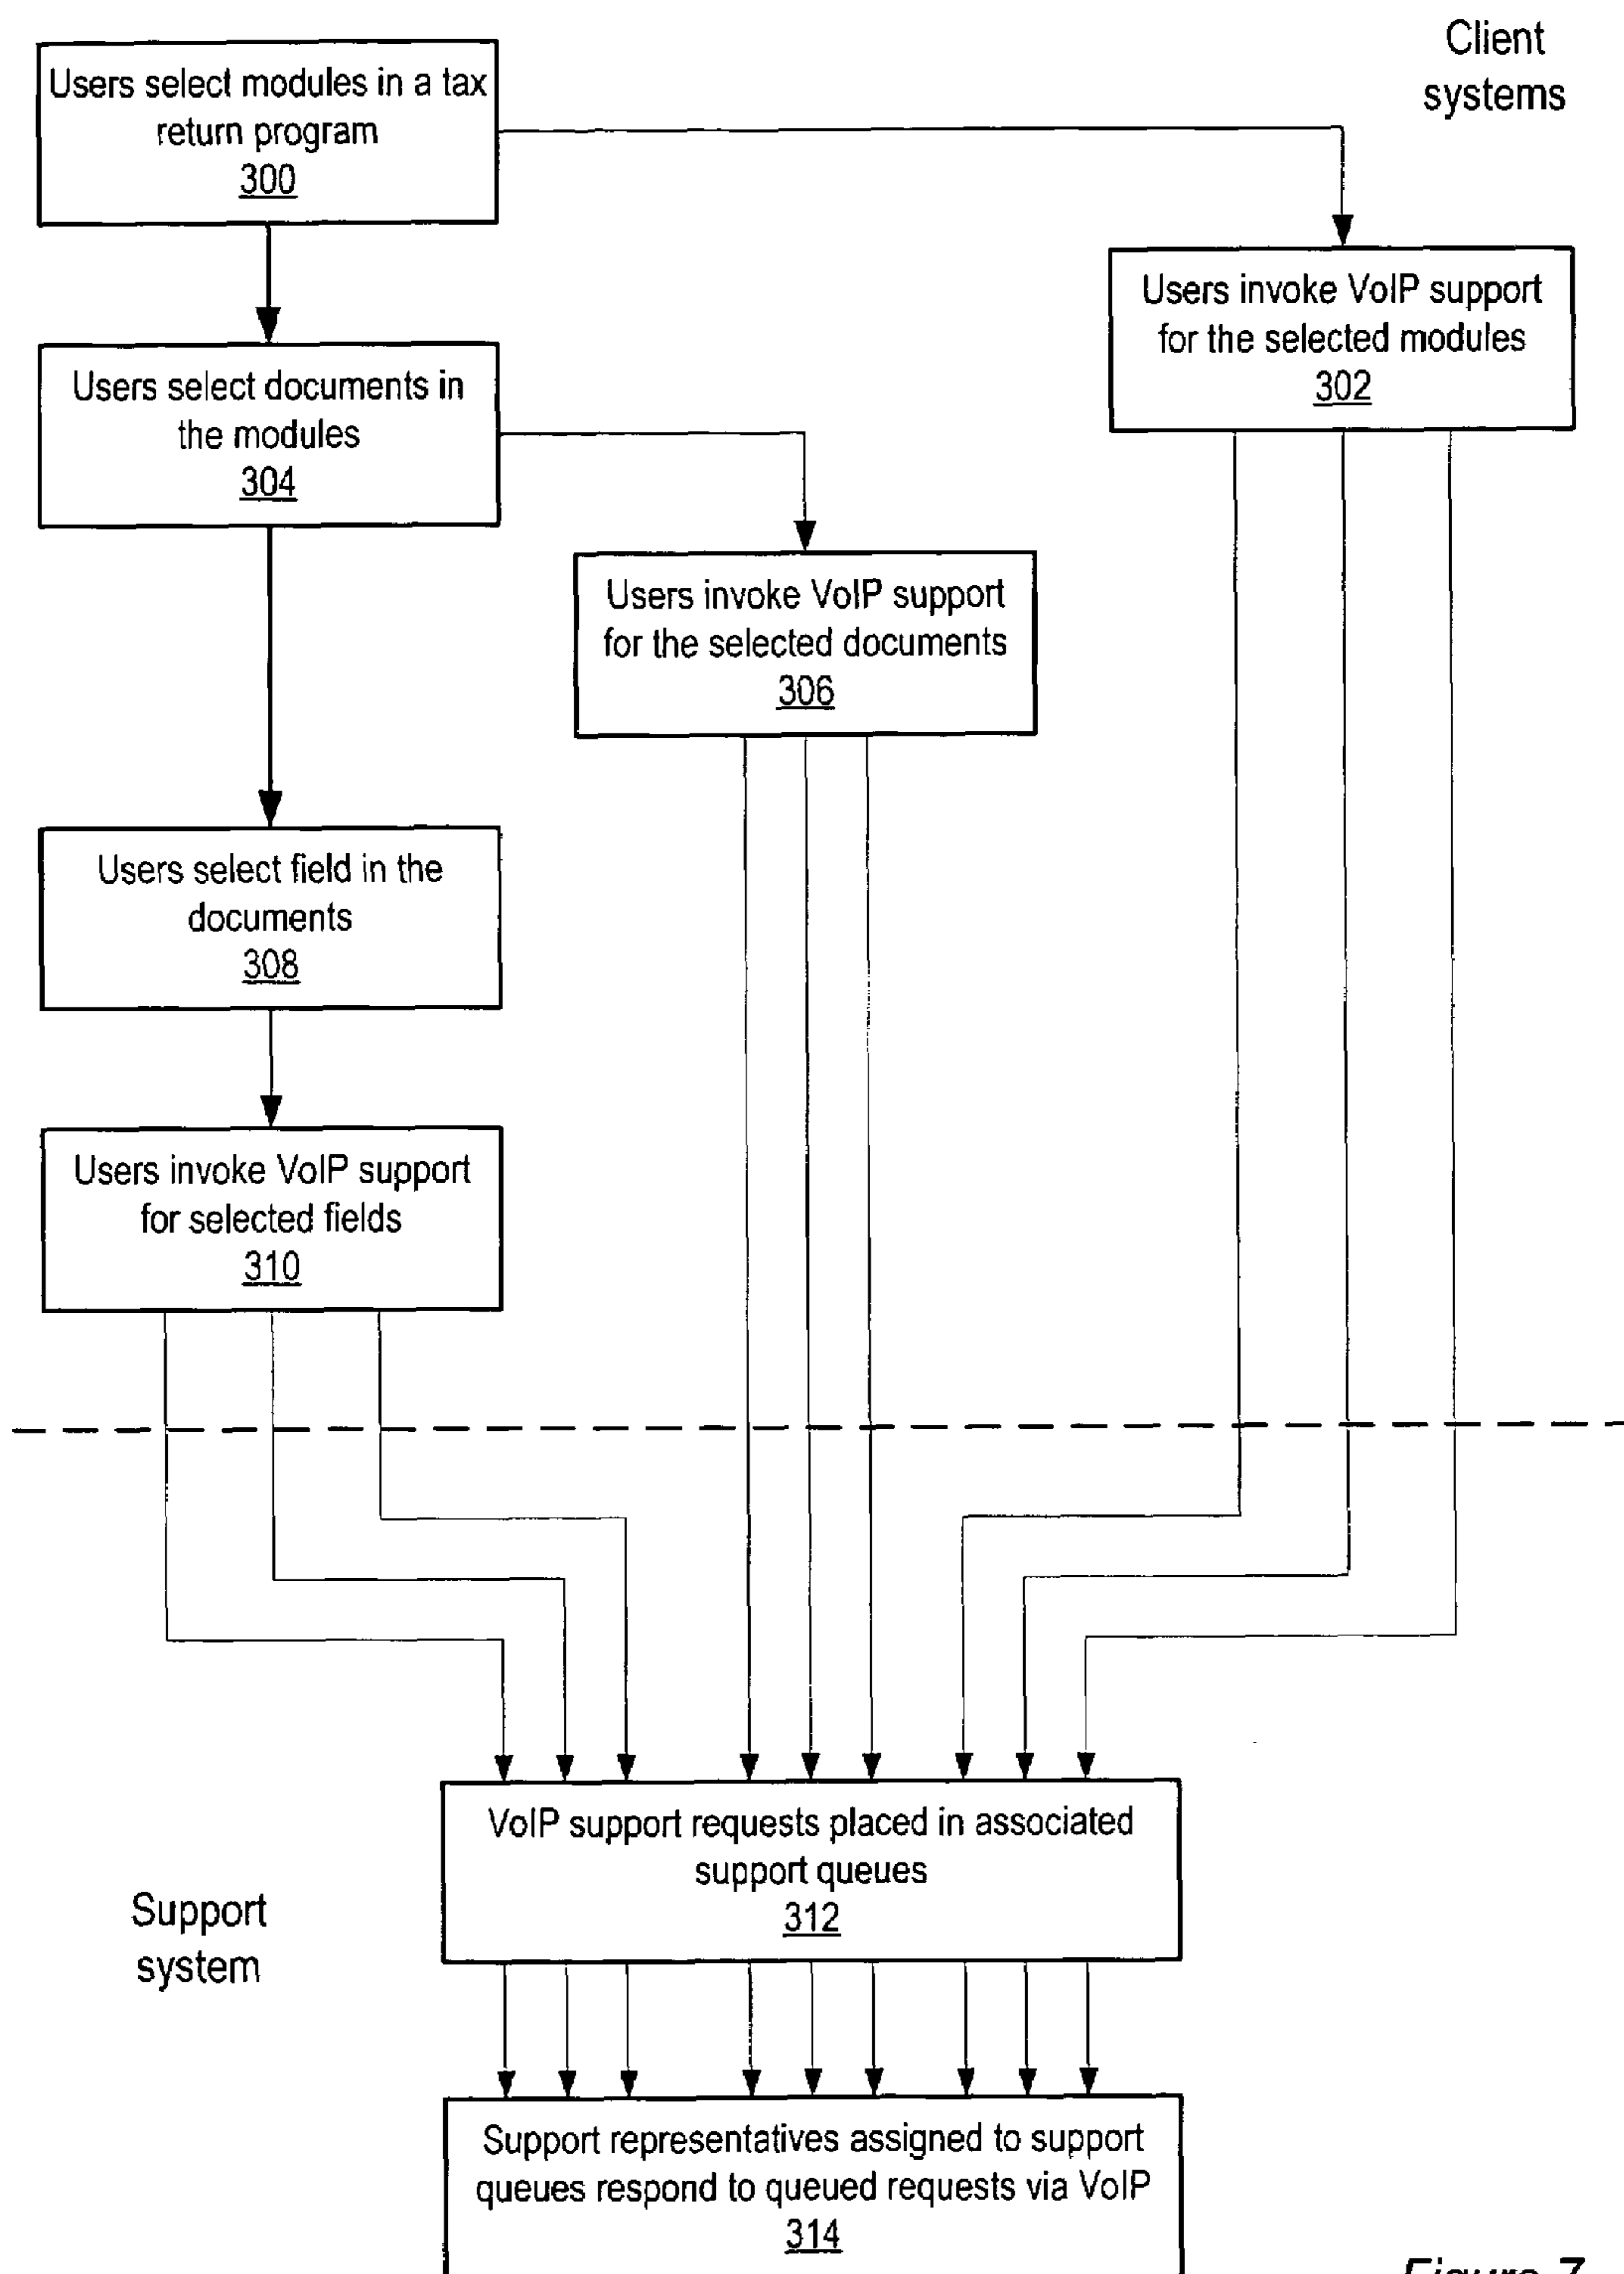 Client
systems
Users select modules in a tax
return program
300
Users invoke VoIP support
for the selected modules
302
Users select documents in
the modules
304
Users invoke VoIP support
for the selected documents
306
Users select field in the
documents
308
Users invoke VoIP support
for selected fields
310
VoIP support requests placed in associated
support queues
312
Support
system
Support representatives assigned to support
queues respond to queued requests via VoIP
314
Figure 7